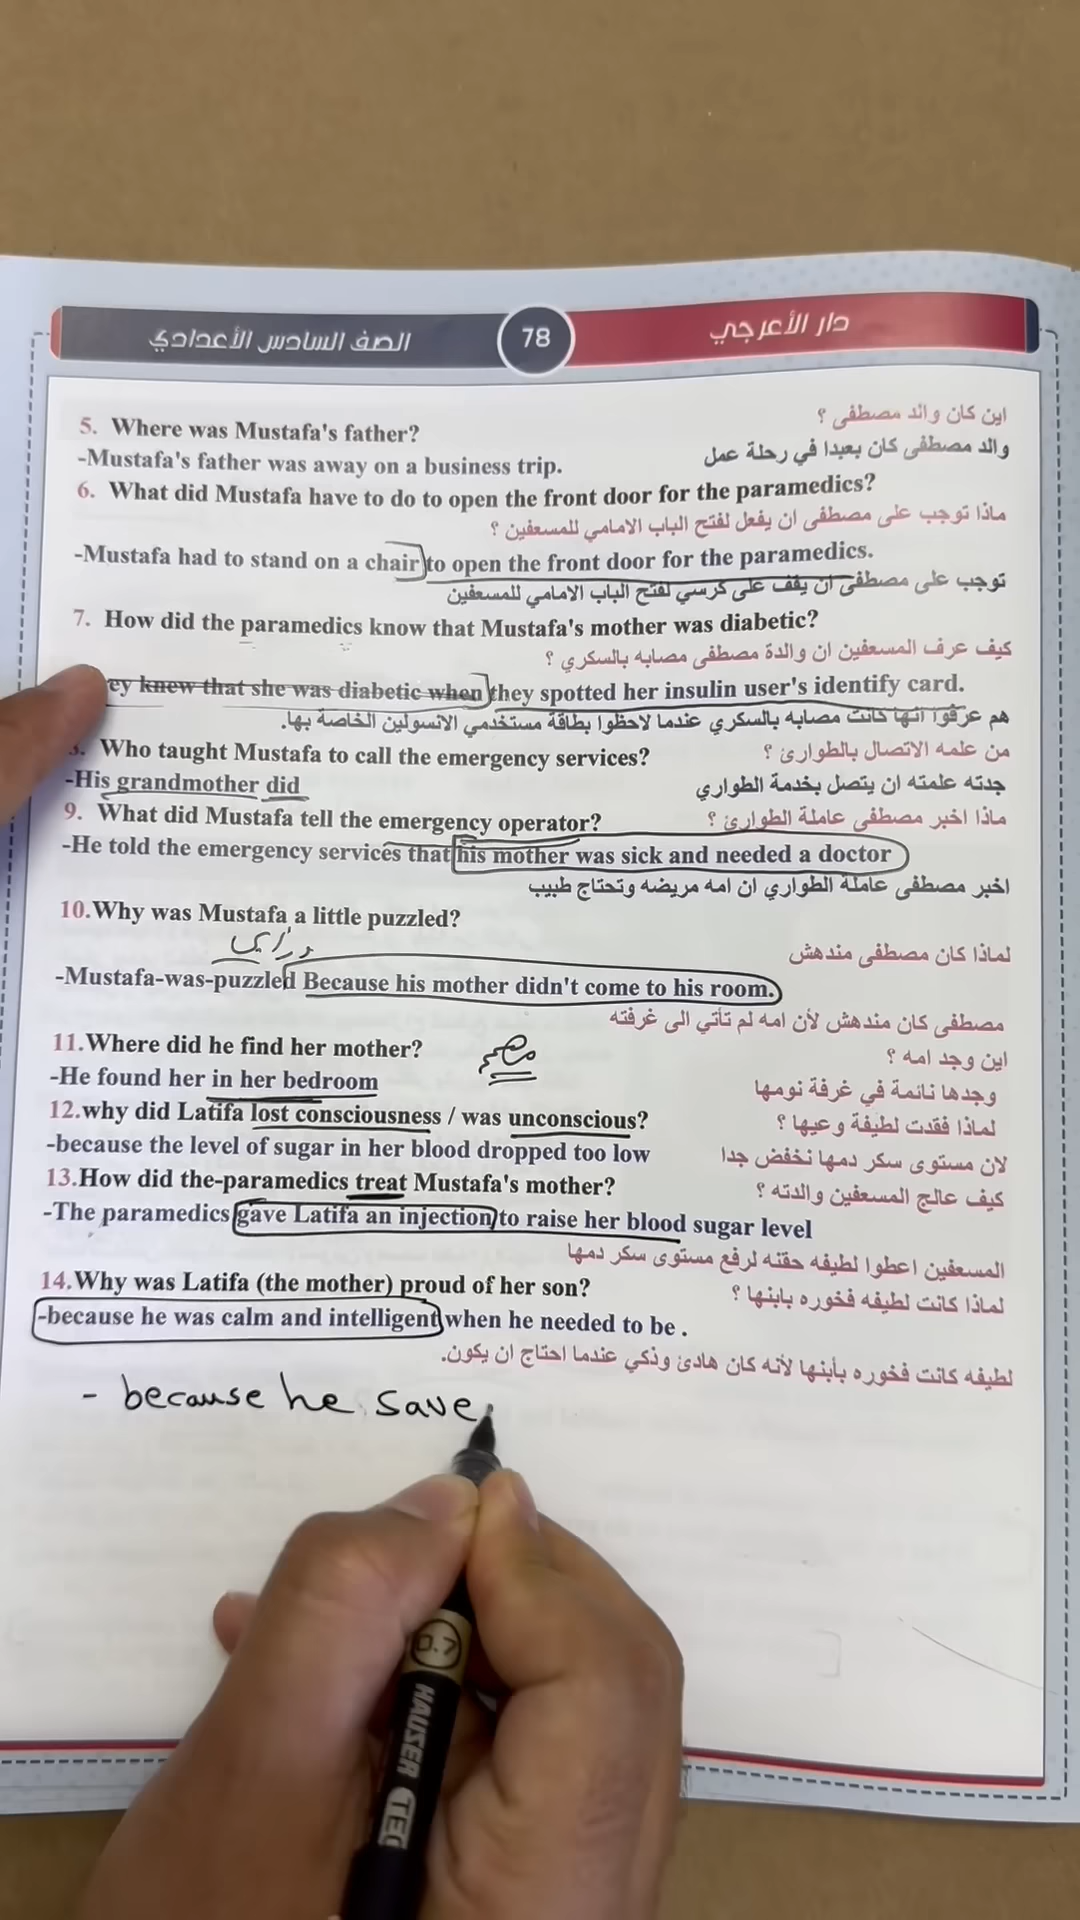 الصف السادس الأعدادي 78 دار الأعرجي
5. Where was Mustafa's father? اين كان والد مصطفى ؟
-Mustafa's father was away on a business trip. والد مصطفى كان بعيدا في رحلة عمل
6. What did Mustafa have to do to open the front door for the paramedics?
ماذا توجب على مصطفى ان يفعل لفتح الباب الامامي للمسعفين ؟
-Mustafa had to stand on a chair to open the front door for the paramedics.
توجب على مصطفى ان يقف على كرسي لفتح الباب الامامي للمسعفين
7. How did the paramedics know that Mustafa's mother was diabetic?
كيف عرف المسعفين ان والدة مصطفى مصابه بالسكري ؟
ey knew that she was diabetic when they spotted her insulin user's identify card.
هم عرفوا انها كانت مصابه بالسكري عندما لاحظوا بطاقة مستخدمي الانسولين الخاصة بها.
Who taught Mustafa to call the emergency services? من علمه الاتصال بالطوارئ ؟
-His grandmother did جدته علمته ان يتصل بخدمة الطواري
9. What did Mustafa tell the emergency operator? ماذا اخبر مصطفى عاملة الطوارئ ؟
-He told the emergency services that his mother was sick and needed a doctor
اخبر مصطفى عاملة الطواري ان امه مريضه وتحتاج طبيب
10.Why was Mustafa a little puzzled?
لماذا كان مصطفى مندهش
-Mustafa-was-puzzled Because his mother didn't come to his room.
مصطفى كان مندهش لأن امه لم تأتي الى غرفته
11.Where did he find her mother? اين وجد امه ؟
-He found her in her bedroom وجدها نائمة في غرفة نومها
12.why did Latifa lost consciousness / was unconscious? لماذا فقدت لطيفة وعيها ؟
-because the level of sugar in her blood dropped too low لان مستوى سكر دمها نخفض جدا
13.How did the-paramedics treat Mustafa's mother? كيف عالج المسعفين والدته ؟
-The paramedics gave Latifa an injection to raise her blood sugar level
المسعفين اعطوا لطيفه حقنه لرفع مستوى سكر دمها
14.Why was Latifa (the mother) proud of her son? لماذا كانت لطيفه فخوره بابنها ؟
-because he was calm and intelligent when he needed to be .
لطيفه كانت فخوره بأبنها لأنه كان هادئ وذكي عندما احتاج ان يكون.
- because he save
0.7
HAUSER TEC